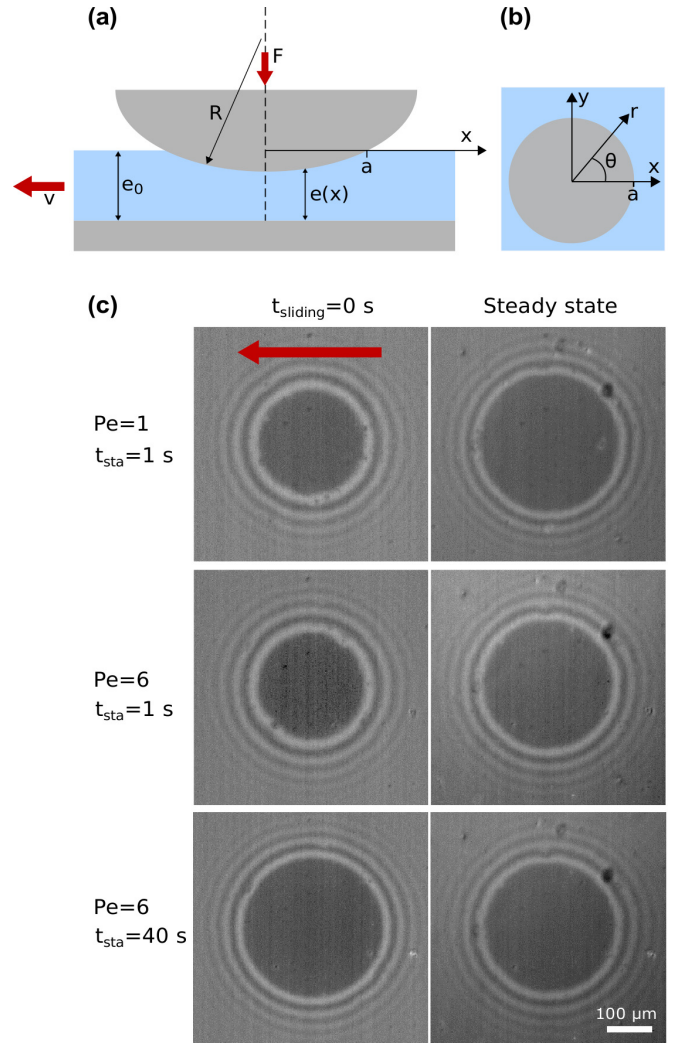 (a)
(b)
F
R
x
a
e0
e(x)
v
y
r
θ
x
a
(c)
tsliding=0 s
Steady state
Pe=1
tsta=1 s
Pe=6
tsta=1 s
Pe=6
tsta=40 s
100 µm